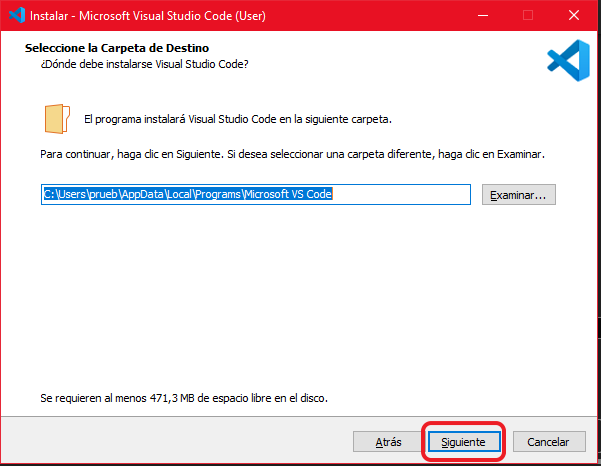 Instalar - Microsoft Visual Studio Code (User)
Seleccione la Carpeta de Destino
¿Dónde debe instalarse Visual Studio Code?
El programa instalará Visual Studio Code en la siguiente carpeta.
Para continuar, haga clic en Siguiente. Si desea seleccionar una carpeta diferente, haga clic en Examinar.
C:\Users\prueb\AppData\Local\Programs\Microsoft VS Code
Examinar...
Se requieren al menos 471,3 MB de espacio libre en el disco.
Atrás
Siguiente
Cancelar